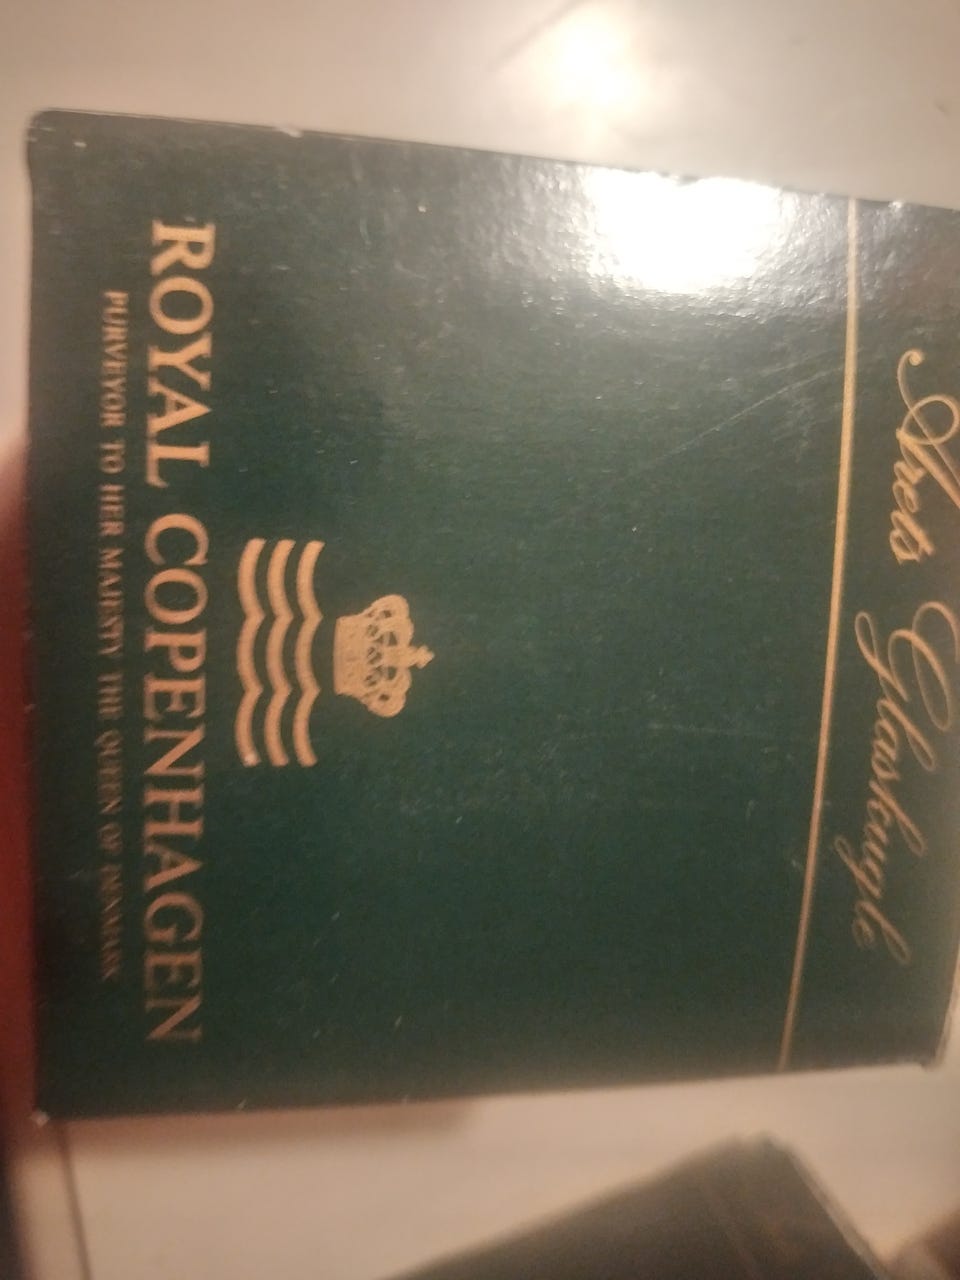 Årets Glaskugle
ROYAL COPENHAGEN
PURVEYOR TO HER MAJESTY THE QUEEN OF DENMARK